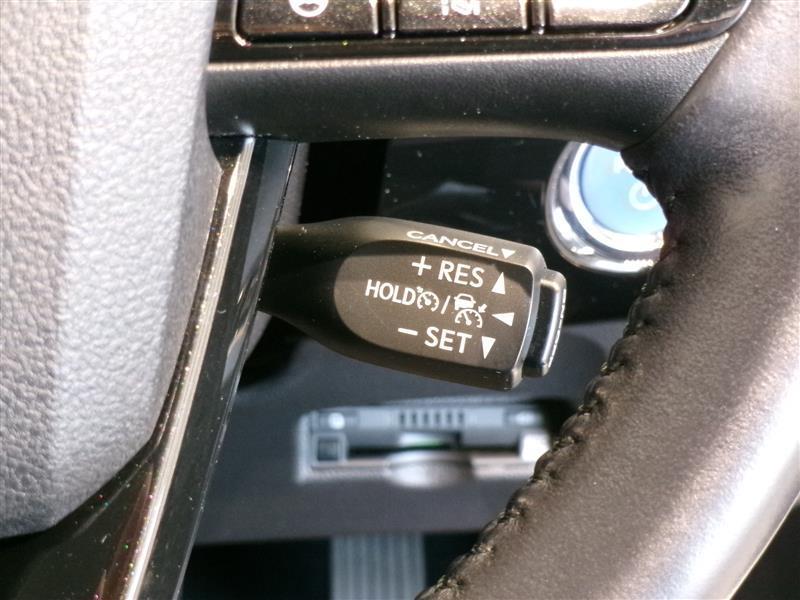 CANCEL▼
+ RES ▲
HOLD / ◀
− SET ▼